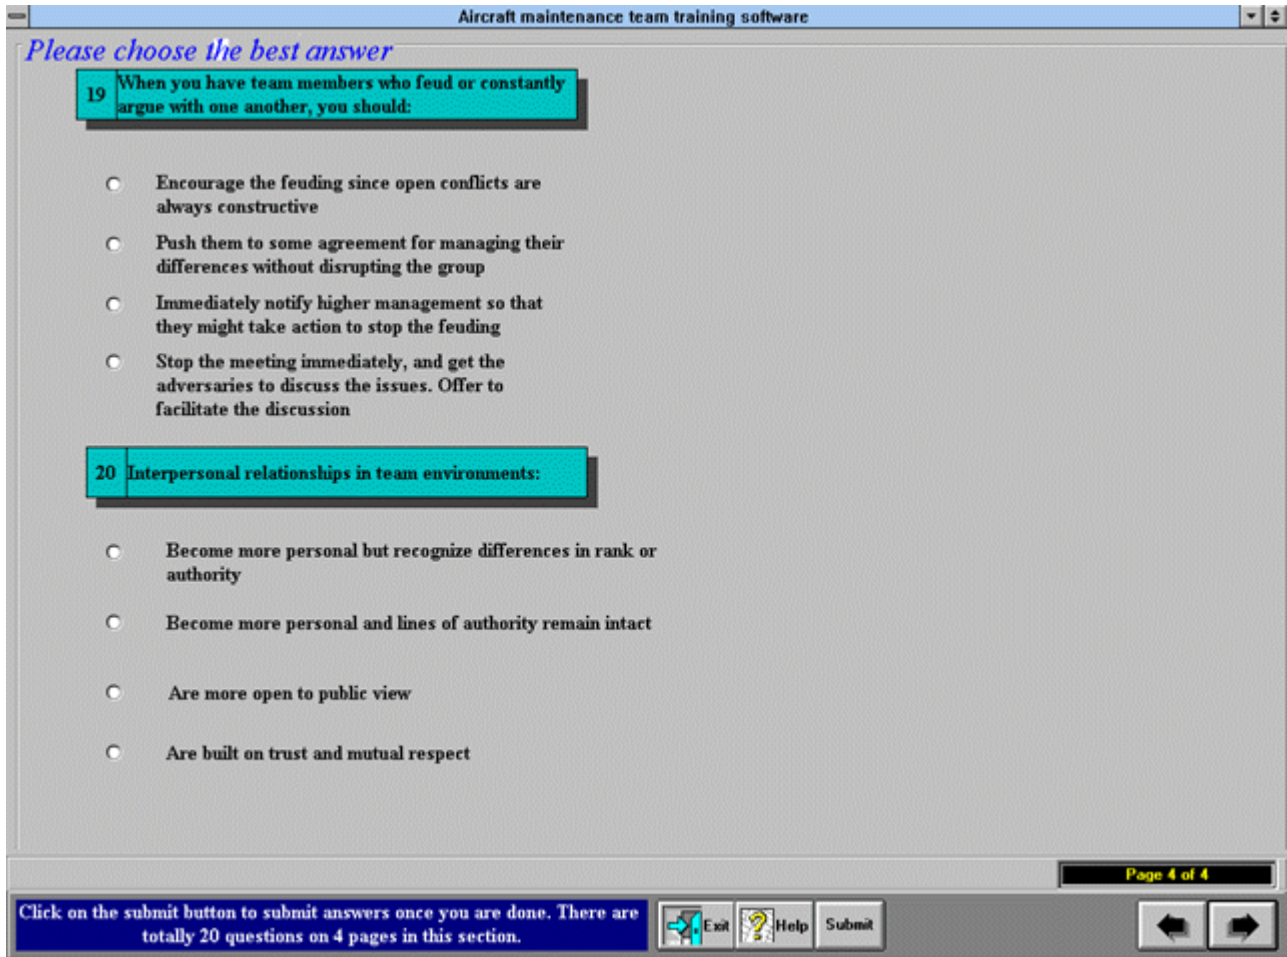 Aircraft maintenance team training software
Please choose the best answer
19 When you have team members who feud or constantly
argue with one another, you should:
Encourage the feuding since open conflicts are
always constructive
Push them to some agreement for managing their
differences without disrupting the group
Immediately notify higher management so that
they might take action to stop the feuding
Stop the meeting immediately, and get the
adversaries to discuss the issues. Offer to
facilitate the discussion
20 Interpersonal relationships in team environments:
Become more personal but recognize differences in rank or
authority
Become more personal and lines of authority remain intact
Are more open to public view
Are built on trust and mutual respect
Page 4 of 4
Click on the submit button to submit answers once you are done. There are
totally 20 questions on 4 pages in this section.
Exit Help Submit